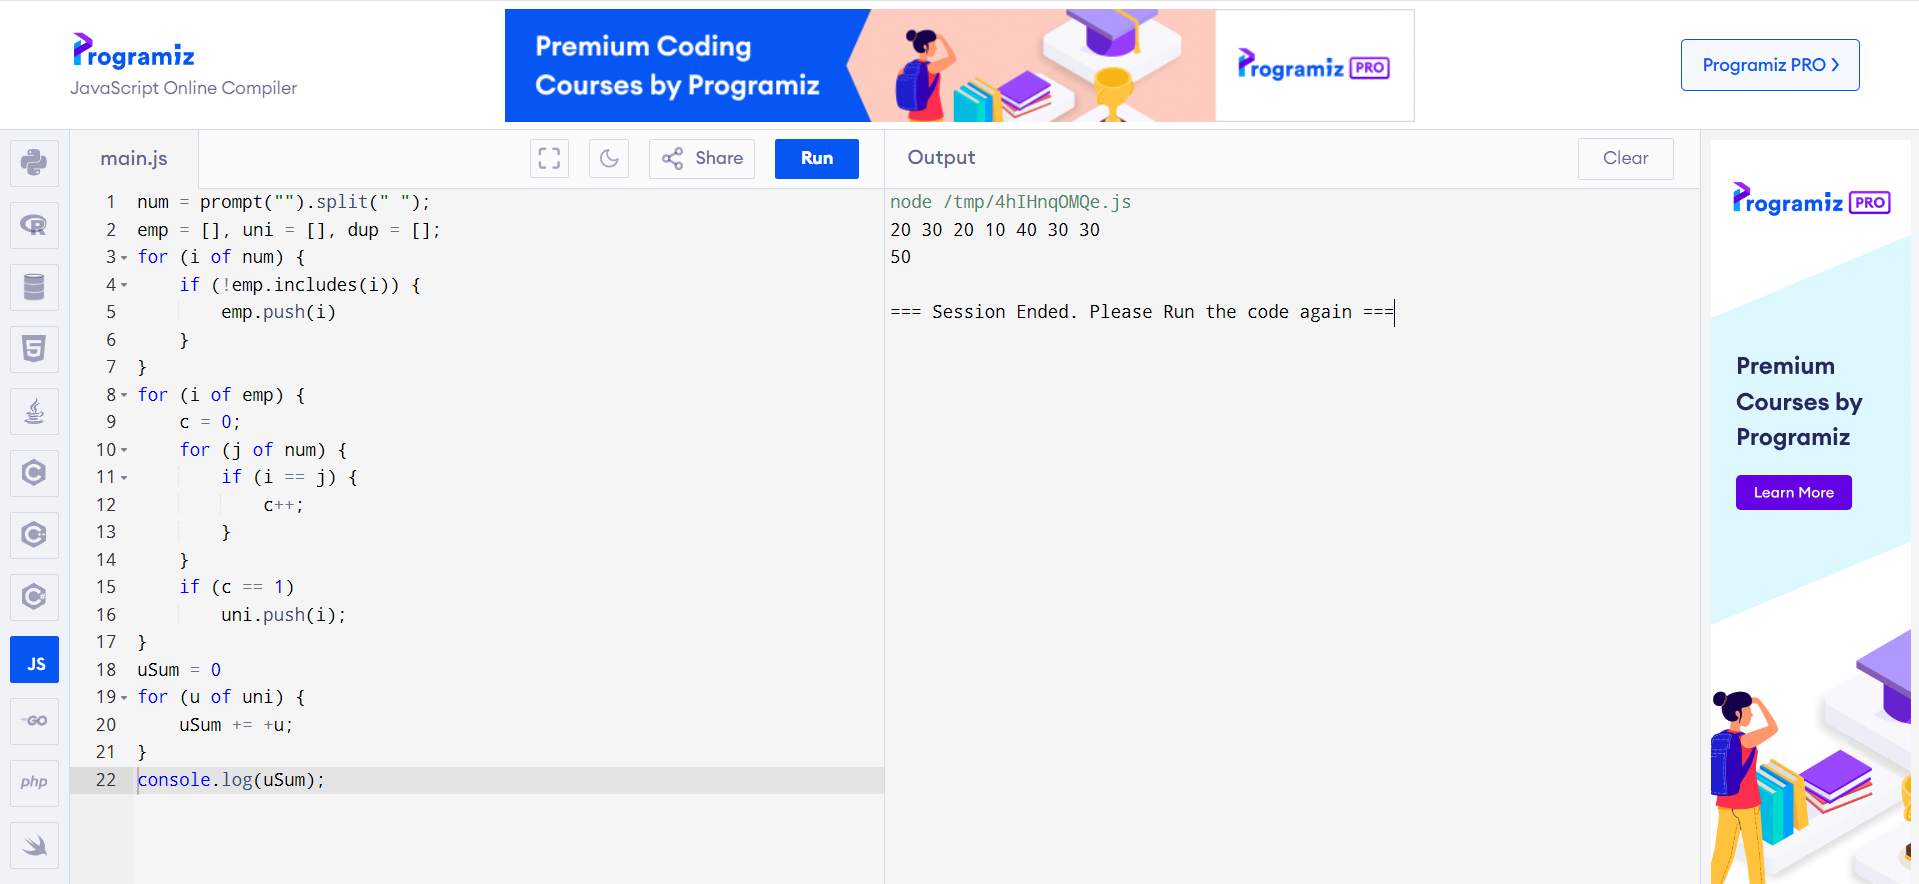 Programiz
JavaScript Online Compiler
Premium Coding
Courses by Programiz
Programiz PRO
Programiz PRO >
main.js
Share
Run
Output
Clear
1 num = prompt("").split(" ");
2 emp = [], uni = [], dup = [];
3 for (i of num) {
4 if (!emp.includes(i)) {
5 emp.push(i)
6 }
7 }
8 for (i of emp) {
9 c = 0;
10 for (j of num) {
11 if (i == j) {
12 c++;
13 }
14 }
15 if (c == 1)
16 uni.push(i);
17 }
18 uSum = 0
19 for (u of uni) {
20 uSum += +u;
21 }
22 console.log(uSum);
node /tmp/4hIHnqOMQe.js
20 30 20 10 40 30 30
50
=== Session Ended. Please Run the code again ===
JS
GO
php
Programiz PRO
Premium
Courses by
Programiz
Learn More